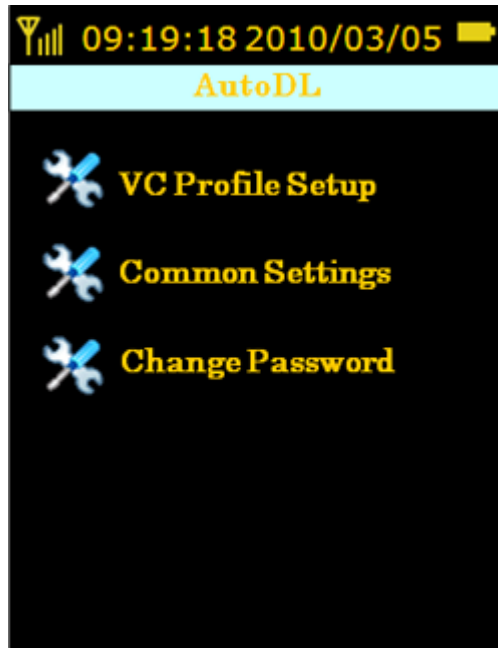 09:19:18 2010/03/05
AutoDL
VC Profile Setup
Common Settings
Change Password